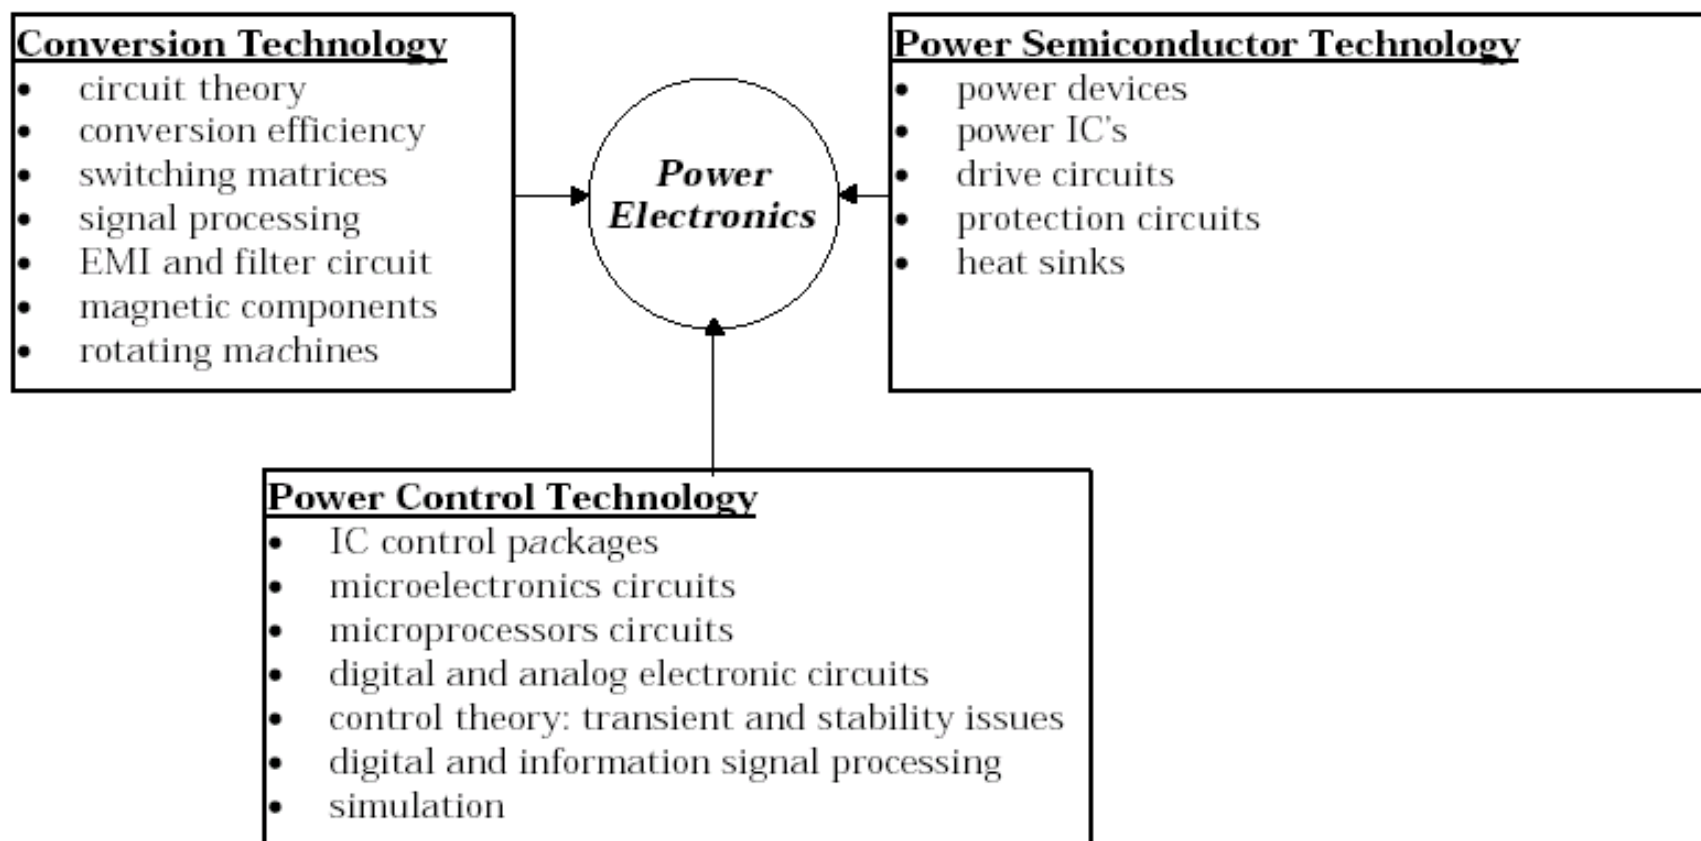 Conversion Technology
• circuit theory
• conversion efficiency
• switching matrices
• signal processing
• EMI and filter circuit
• magnetic components
• rotating machines
Power
Electronics
Power Semiconductor Technology
• power devices
• power IC's
• drive circuits
• protection circuits
• heat sinks
Power Control Technology
• IC control packages
• microelectronics circuits
• microprocessors circuits
• digital and analog electronic circuits
• control theory: transient and stability issues
• digital and information signal processing
• simulation